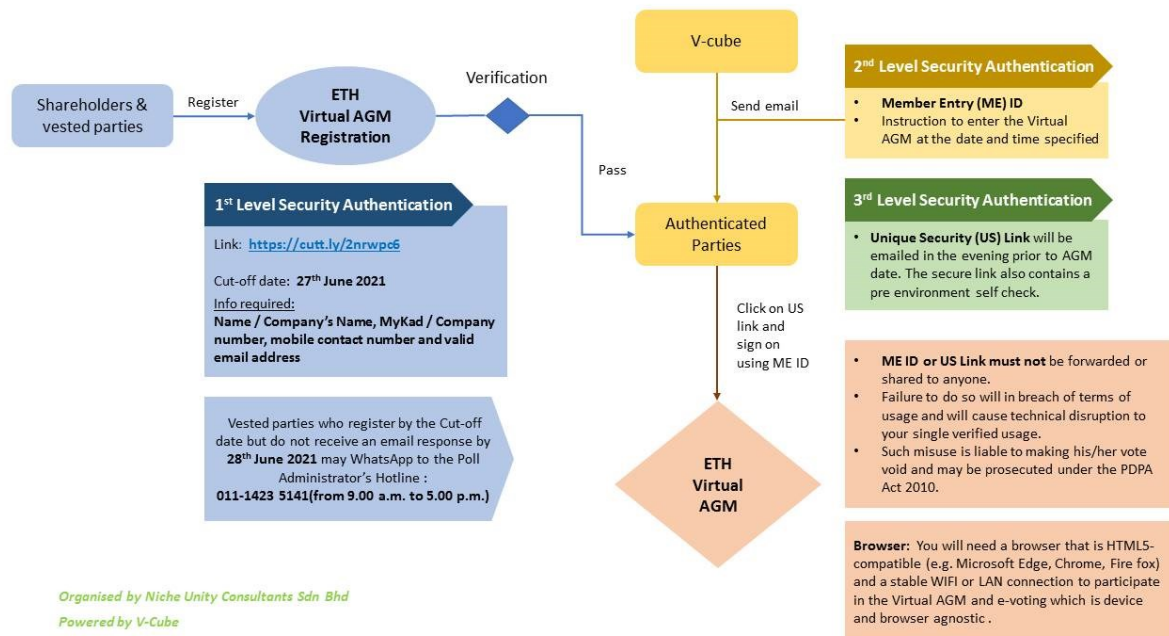 Shareholders &
vested parties
Register
ETH
Virtual AGM
Registration
Verification
Pass
V-cube
Send email
Authenticated
Parties
Click on US
link and
sign on
using ME ID
ETH
Virtual
AGM
1st Level Security Authentication
Link: https://cutt.ly/2nrwpc6
Cut-off date: 27th June 2021
Info required:
Name / Company's Name, MyKad / Company
number, mobile contact number and valid
email address
Vested parties who register by the Cut-off
date but do not receive an email response by
28th June 2021 may WhatsApp to the Poll
Administrator's Hotline :
011-1423 5141(from 9.00 a.m. to 5.00 p.m.)
2nd Level Security Authentication
• Member Entry (ME) ID
• Instruction to enter the Virtual
AGM at the date and time specified
3rd Level Security Authentication
• Unique Security (US) Link will be
emailed in the evening prior to AGM
date. The secure link also contains a
pre environment self check.
• ME ID or US Link must not be forwarded or
shared to anyone.
• Failure to do so will in breach of terms of
usage and will cause technical disruption to
your single verified usage.
• Such misuse is liable to making his/her vote
void and may be prosecuted under the PDPA
Act 2010.
Browser: You will need a browser that is HTML5-
compatible (e.g. Microsoft Edge, Chrome, Fire fox)
and a stable WIFI or LAN connection to participate
in the Virtual AGM and e-voting which is device
and browser agnostic .
Organised by Niche Unity Consultants Sdn Bhd
Powered by V-Cube